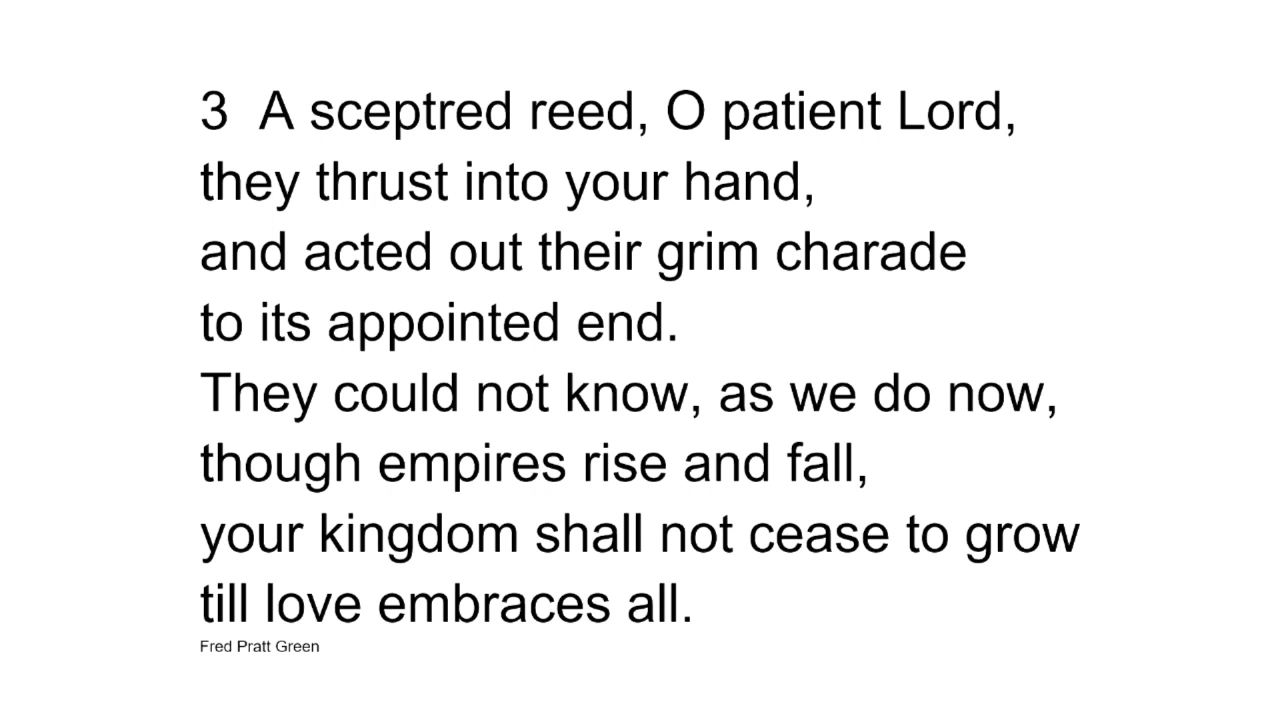 3 A sceptred reed, O patient Lord,
they thrust into your hand,
and acted out their grim charade
to its appointed end.
They could not know, as we do now,
though empires rise and fall,
your kingdom shall not cease to grow
till love embraces all.
Fred Pratt Green